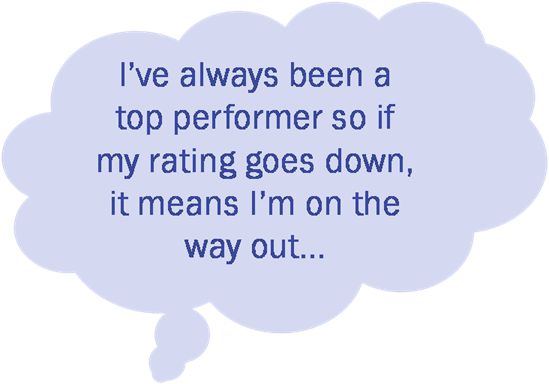 I’ve always been a
top performer so if
my rating goes down,
it means I’m on the
way out...